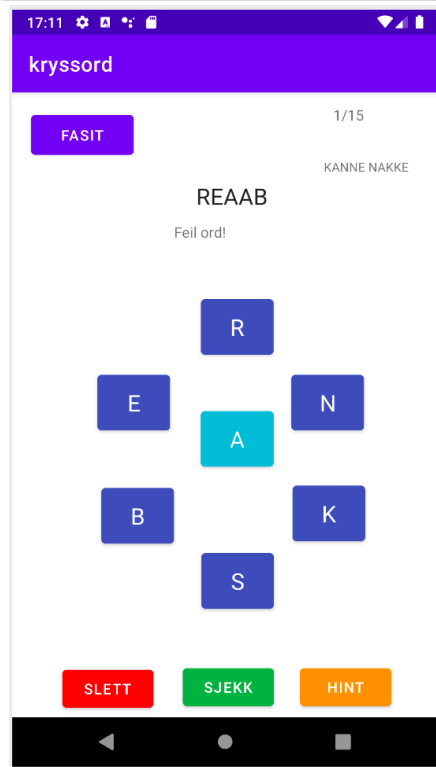 17:11
kryssord
1/15
FASIT
KANNE NAKKE
REAAB
Feil ord!
R
E
N
A
B
K
S
SLETT
SJEKK
HINT